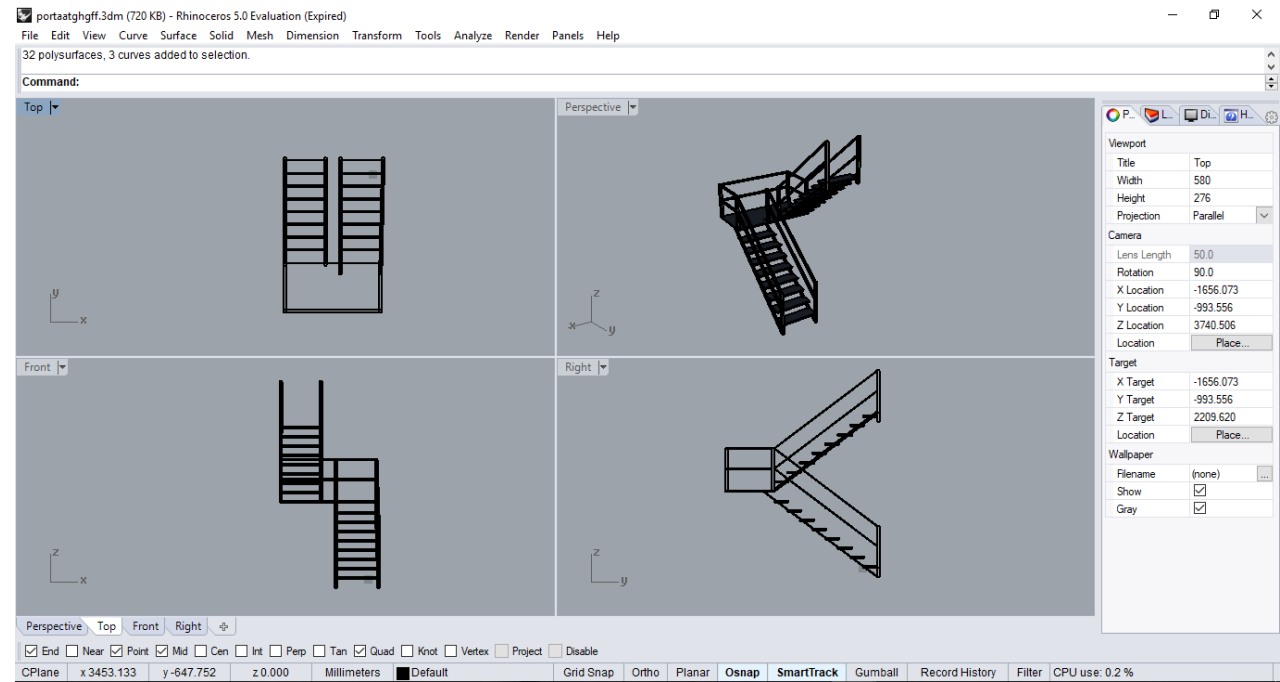 portaatghgff.3dm (720 KB) - Rhinoceros 5.0 Evaluation (Expired)
File Edit View Curve Surface Solid Mesh Dimension Transform Tools Analyze Render Panels Help
32 polysurfaces, 3 curves added to selection.
Command:
Top
Perspective
P... L... Di... H...
Viewport
Title Top
Width 580
Height 276
Projection Parallel
Camera
Lens Length 50.0
Rotation 90.0
X Location -1656.073
Y Location -993.556
Z Location 3740.506
Location Place...
Target
X Target -1656.073
Y Target -993.556
Z Target 2209.620
Location Place...
Wallpaper
Filename (none) ...
Show
Gray
y
x
z
x
y
Front
Right
z
x
z
y
Perspective Top Front Right
End Near Point Mid Cen Int Perp Tan Quad Knot Vertex Project Disable
CPlane x 3453.133 y -647.752 z 0.000 Millimeters Default Grid Snap Ortho Planar Osnap SmartTrack Gumball Record History Filter CPU use: 0.2 %